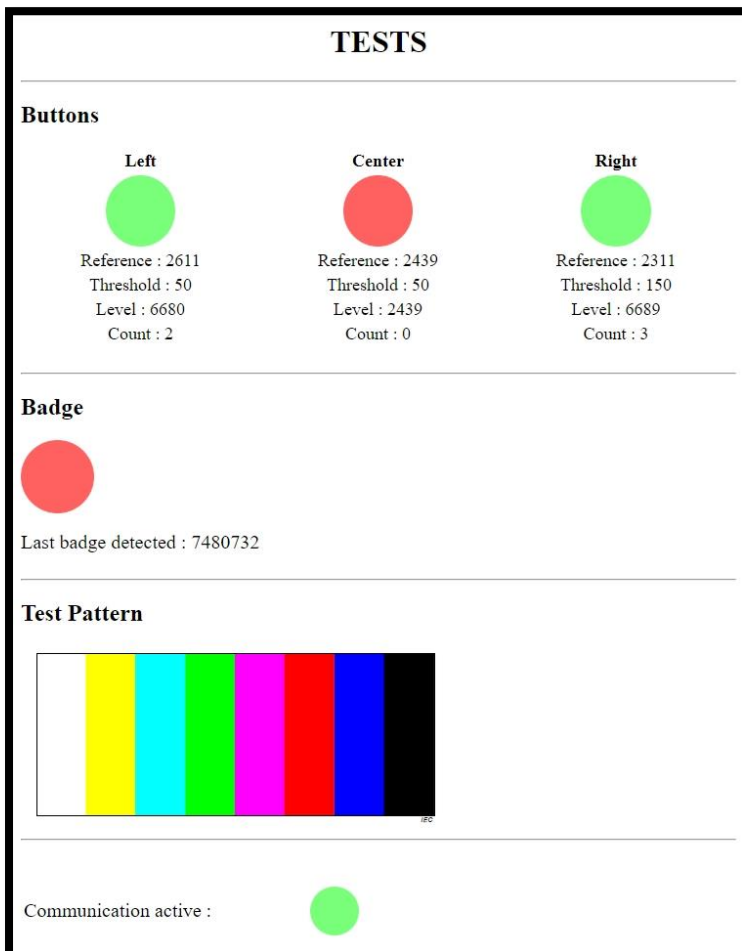 TESTS
Buttons
Left Center Right
Reference : 2611 Reference : 2439 Reference : 2311
Threshold : 50 Threshold : 50 Threshold : 150
Level : 6680 Level : 2439 Level : 6689
Count : 2 Count : 0 Count : 3
Badge
Last badge detected : 7480732
Test Pattern
IEC
Communication active :